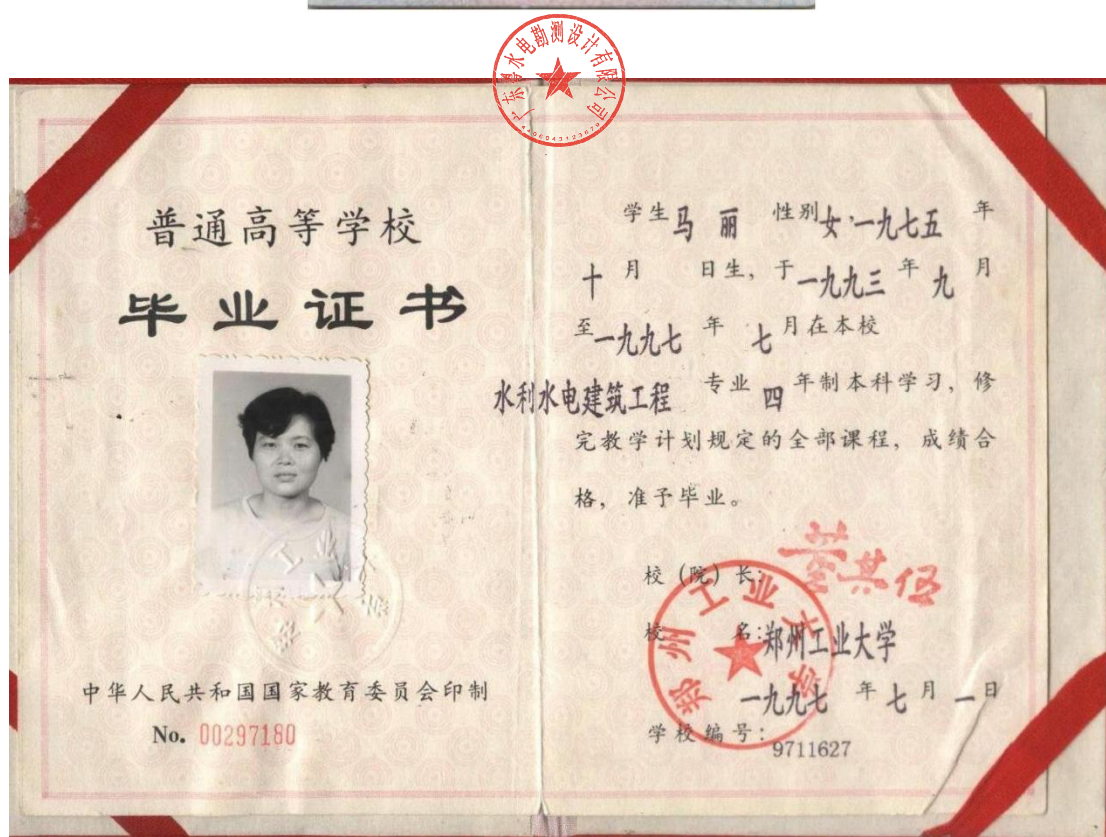 广东粤水电勘测设计有限公司
普通高等学校
毕业证书
中华人民共和国国家教育委员会印制
No. 00297180
学生马丽 性别女,一九七五 年
十月 日生,于一九九三年九月
至一九九七年七月在本校
水利水电建筑工程 专业四年制本科学习,修
完教学计划规定的全部课程,成绩合
格,准予毕业。
校(院)长:
校 名:郑州工业大学
郑州工业大学
一九九七年七月一日
学校编号:9711627